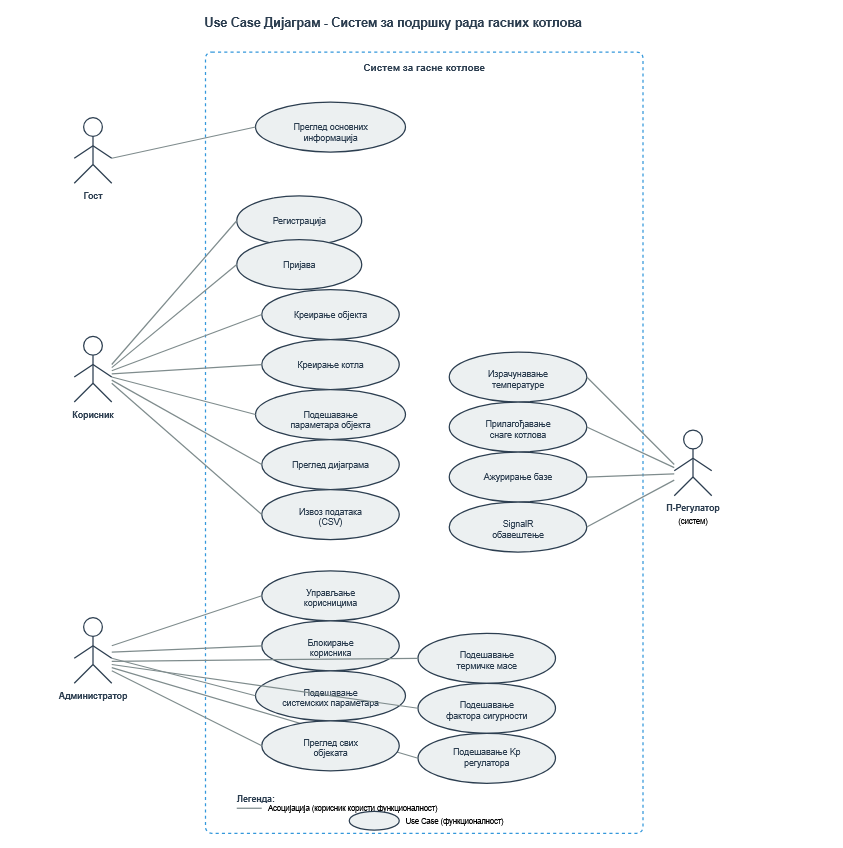 Use Case Дијаграм - Систем за подршку рада гасних котлова
Систем за гасне котлове
Преглед основних
информација
Гост
Регистрација
Пријава
Креирање објекта
Креирање котла
Подешавање
параметара објекта
Преглед дијаграма
Извоз података
(CSV)
Корисник
Израчунавање
температуре
Прилагођавање
снаге котлова
Ажурирање базе
SignalR
обавештење
П-Регулатор
(систем)
Управљање
корисницима
Блокирање
корисника
Подешавање
системских параметара
Преглед свих
објеката
Администратор
Подешавање
термичке масе
Подешавање
фактора сигурности
Подешавање Kp
регулатора
Легенда:
Асоцијација (корисник користи функционалност)
Use Case (функционалност)